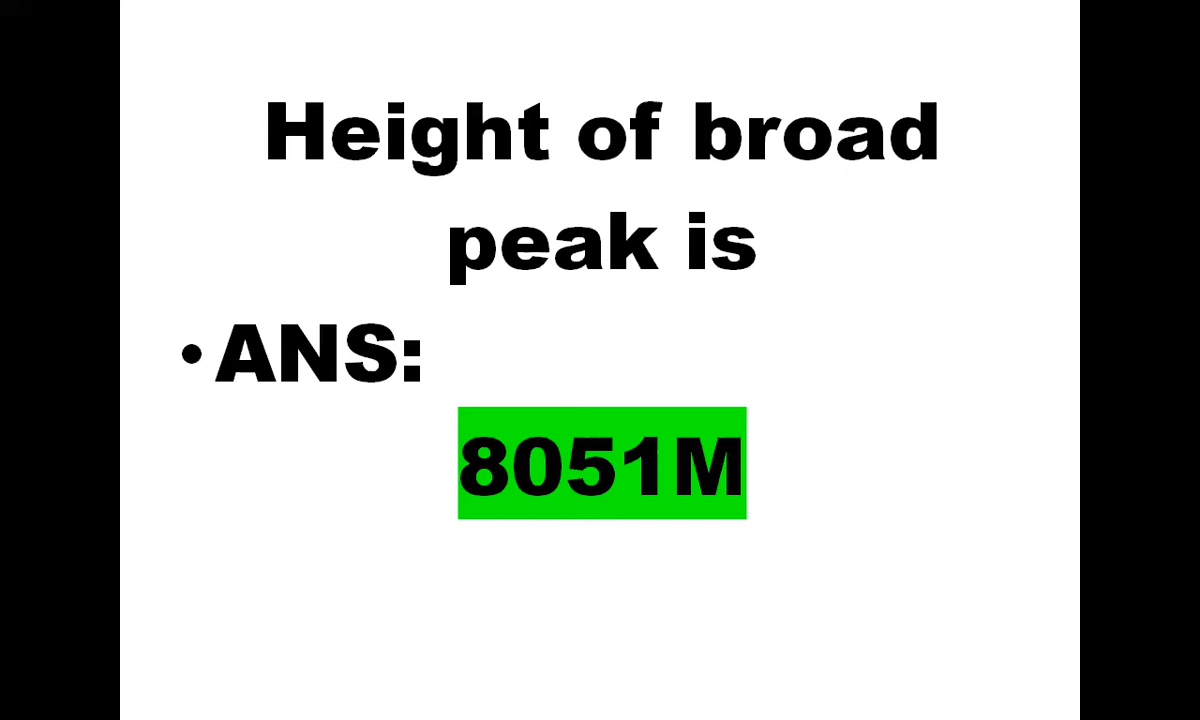 Height of broad
peak is
• ANS:
8051M